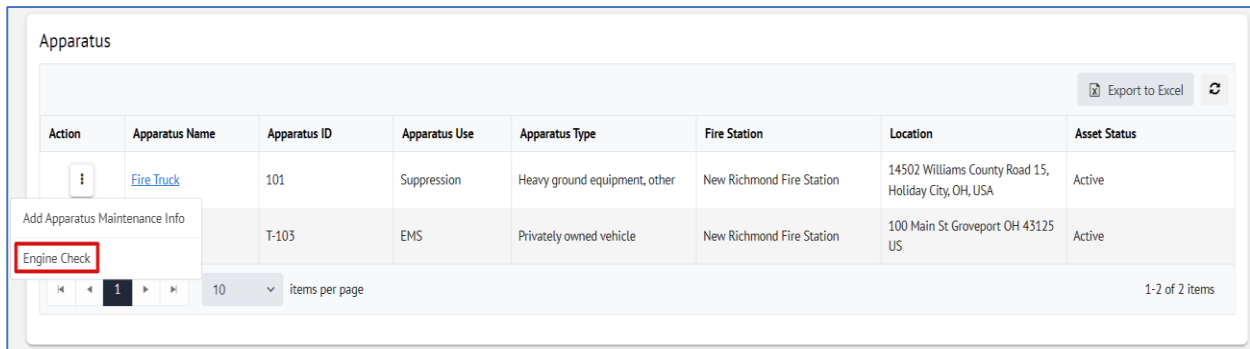 Apparatus
Export to Excel
Action Apparatus Name Apparatus ID Apparatus Use Apparatus Type Fire Station Location Asset Status
Fire Truck 101 Suppression Heavy ground equipment, other New Richmond Fire Station 14502 Williams County Road 15, Active
Holiday City, OH, USA
Add Apparatus Maintenance Info
T-103 EMS Privately owned vehicle New Richmond Fire Station 100 Main St Groveport OH 43125 Active
US
Engine Check
1 10 items per page 1-2 of 2 items